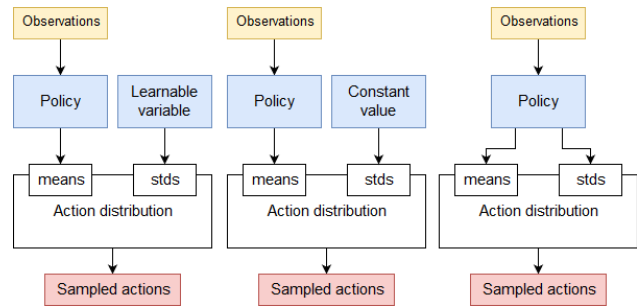 Observations
Policy
Learnable
variable
means
stds
Action distribution
Sampled actions
Observations
Policy
Constant
value
means
stds
Action distribution
Sampled actions
Observations
Policy
means
stds
Action distribution
Sampled actions